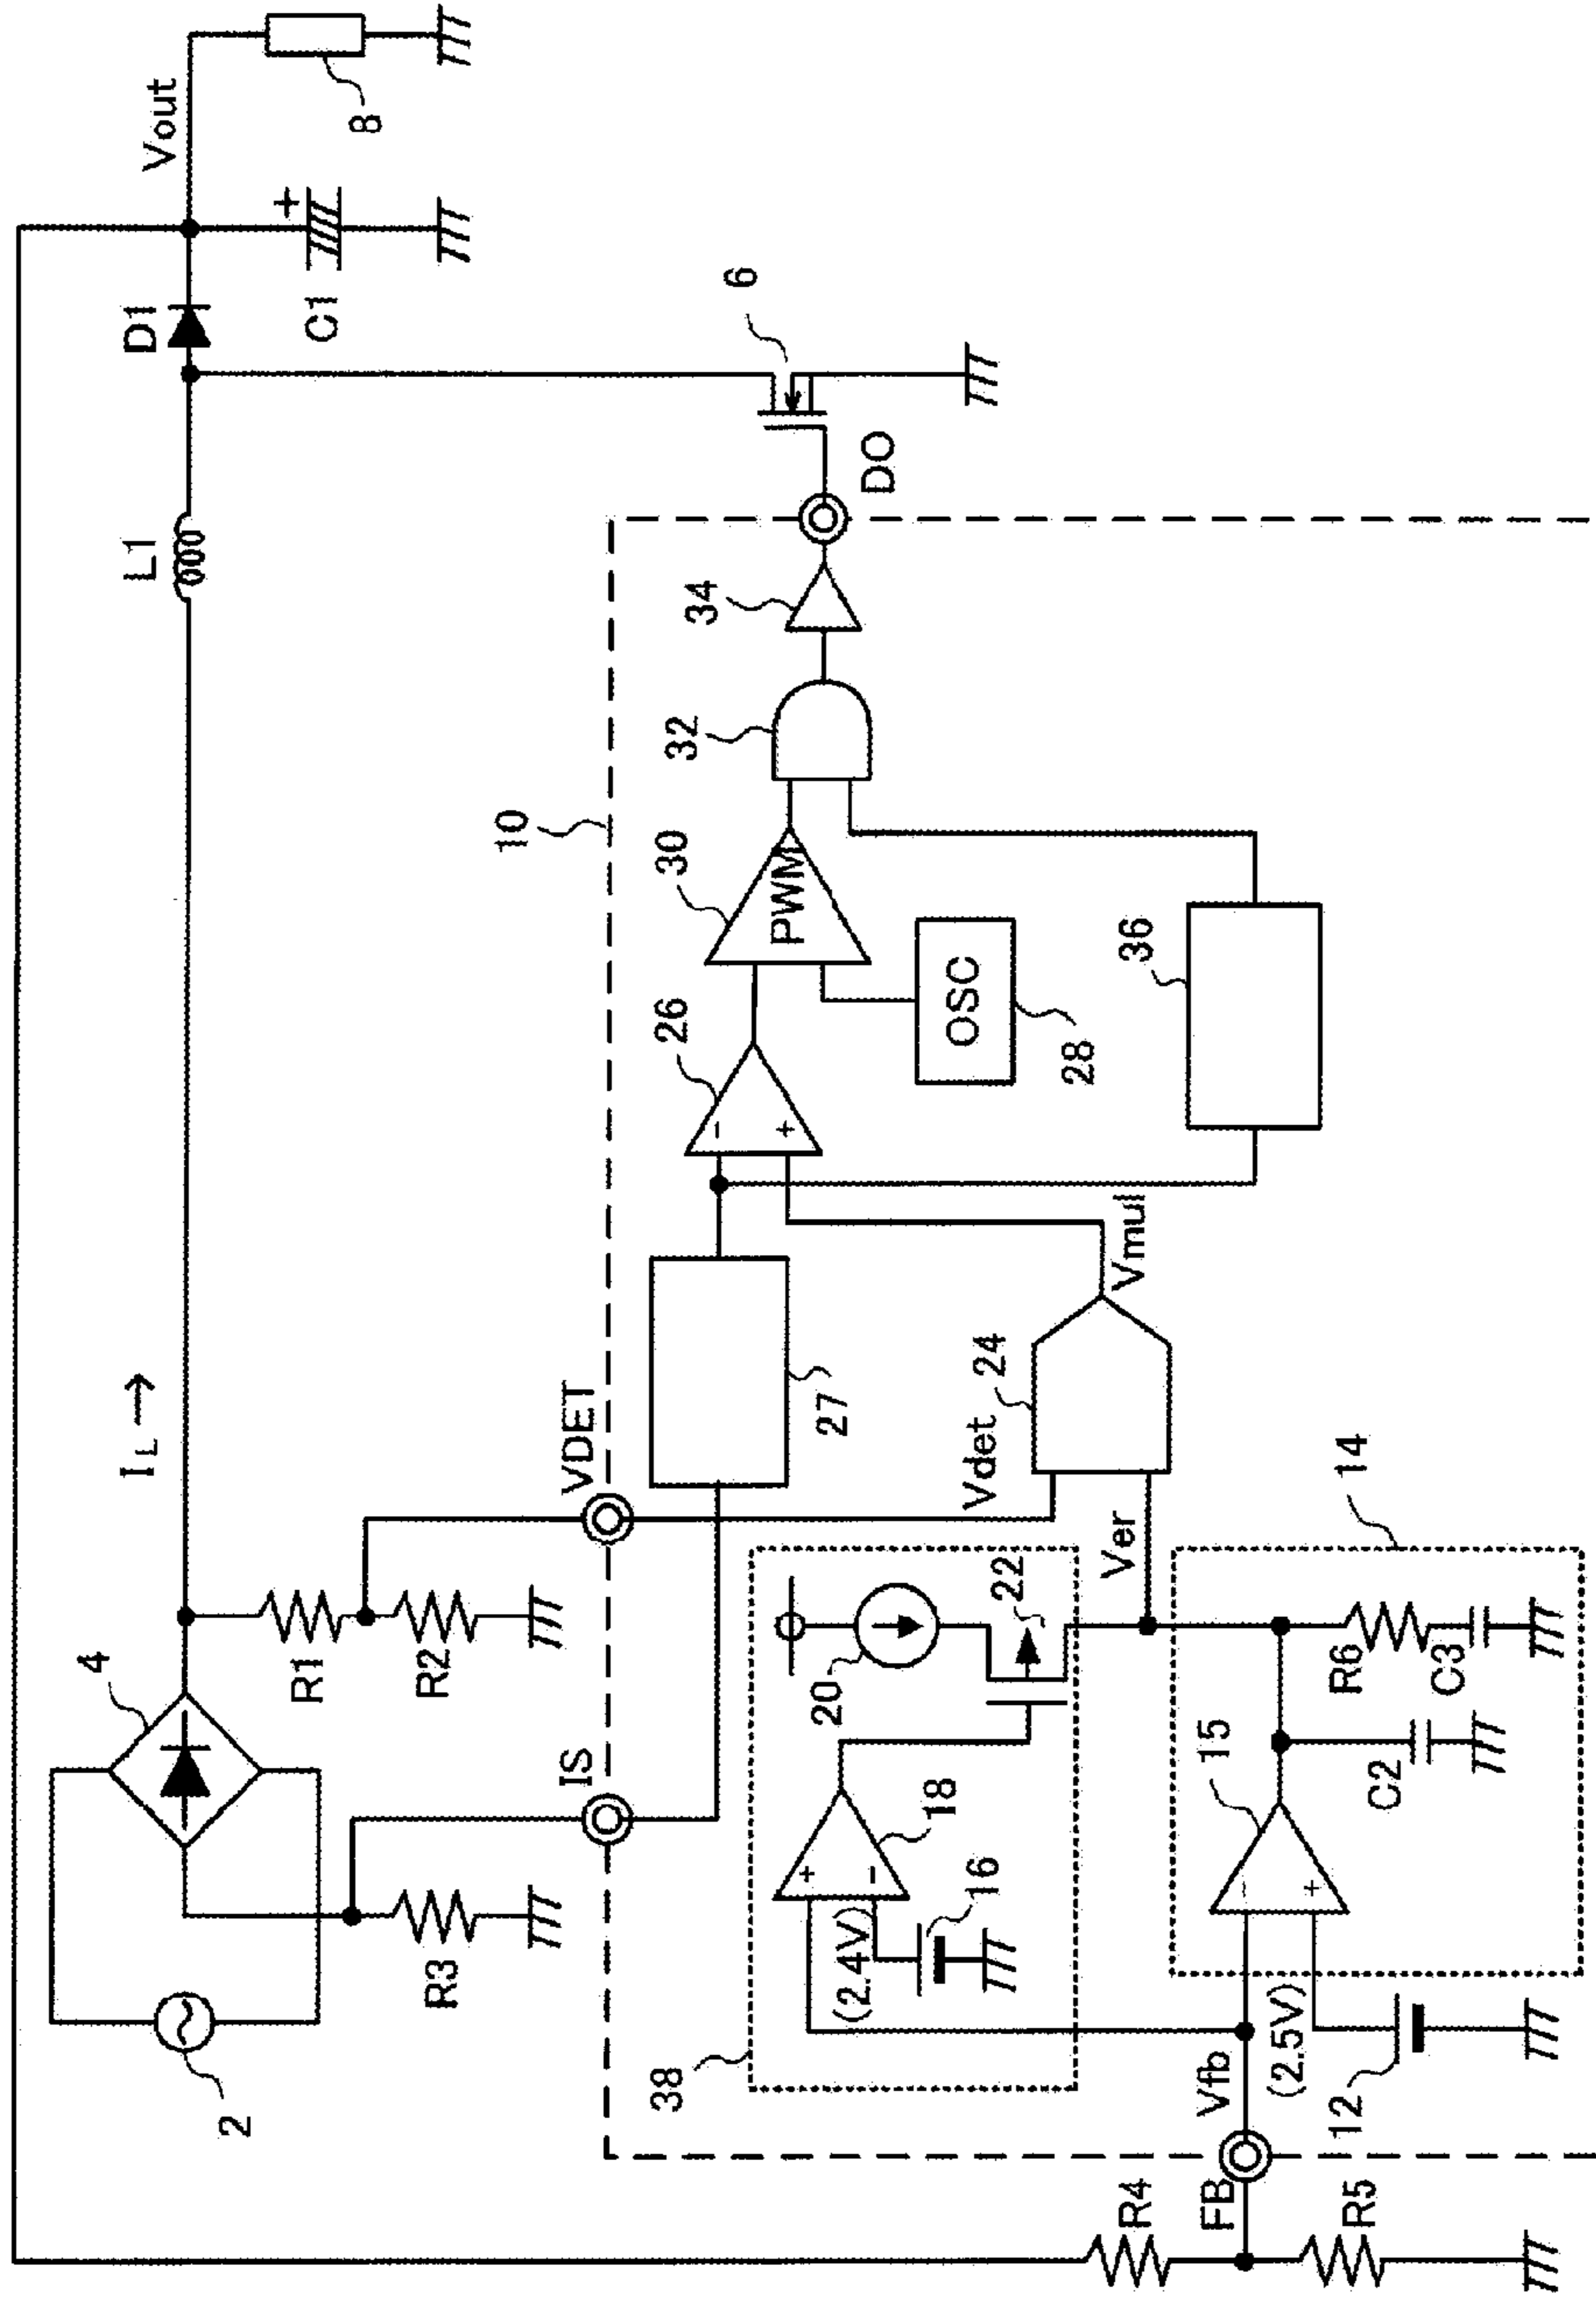 2
4
R1
R2
R3
IS
VDET
IL →
L1
D1
C1
+
Vout
8
6
DO
10
34
32
30
PWM
26
-
+
OSC
28
36
27
24
Vdet
Ver
Vmul
38
20
22
18
+
-
16
(2.4V)
14
15
-
+
R6
C3
C2
Vfb
(2.5V)
12
FB
R4
R5